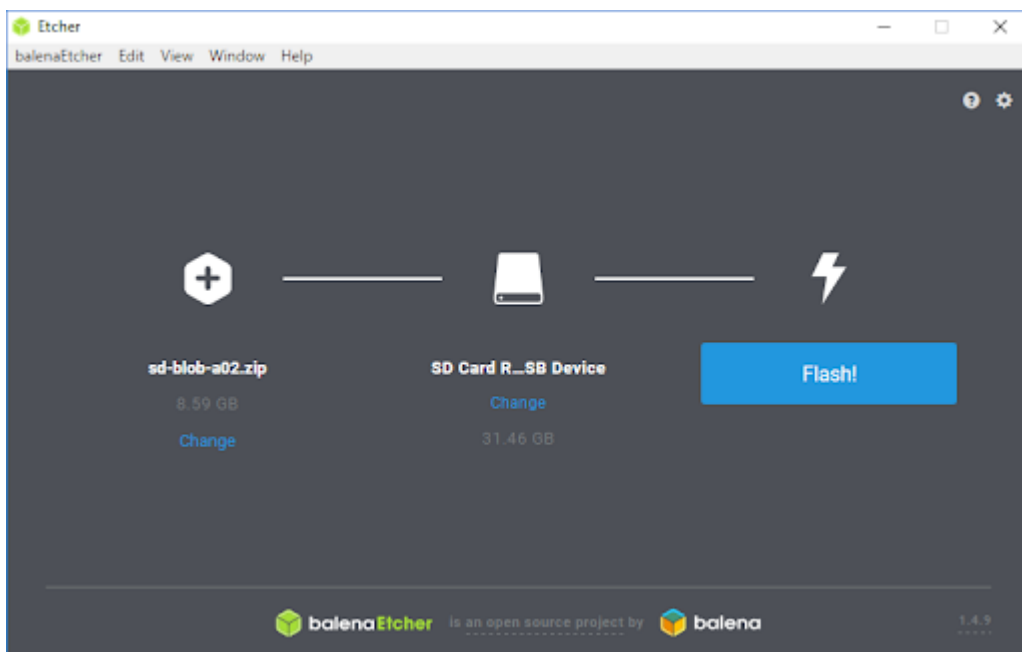 Etcher
balenaEtcher Edit View Window Help
sd-blob-a02.zip
8.59 GB
Change
SD Card R...SB Device
Change
31.46 GB
Flash!
balenaEtcher is an open source project by balena
1.4.9